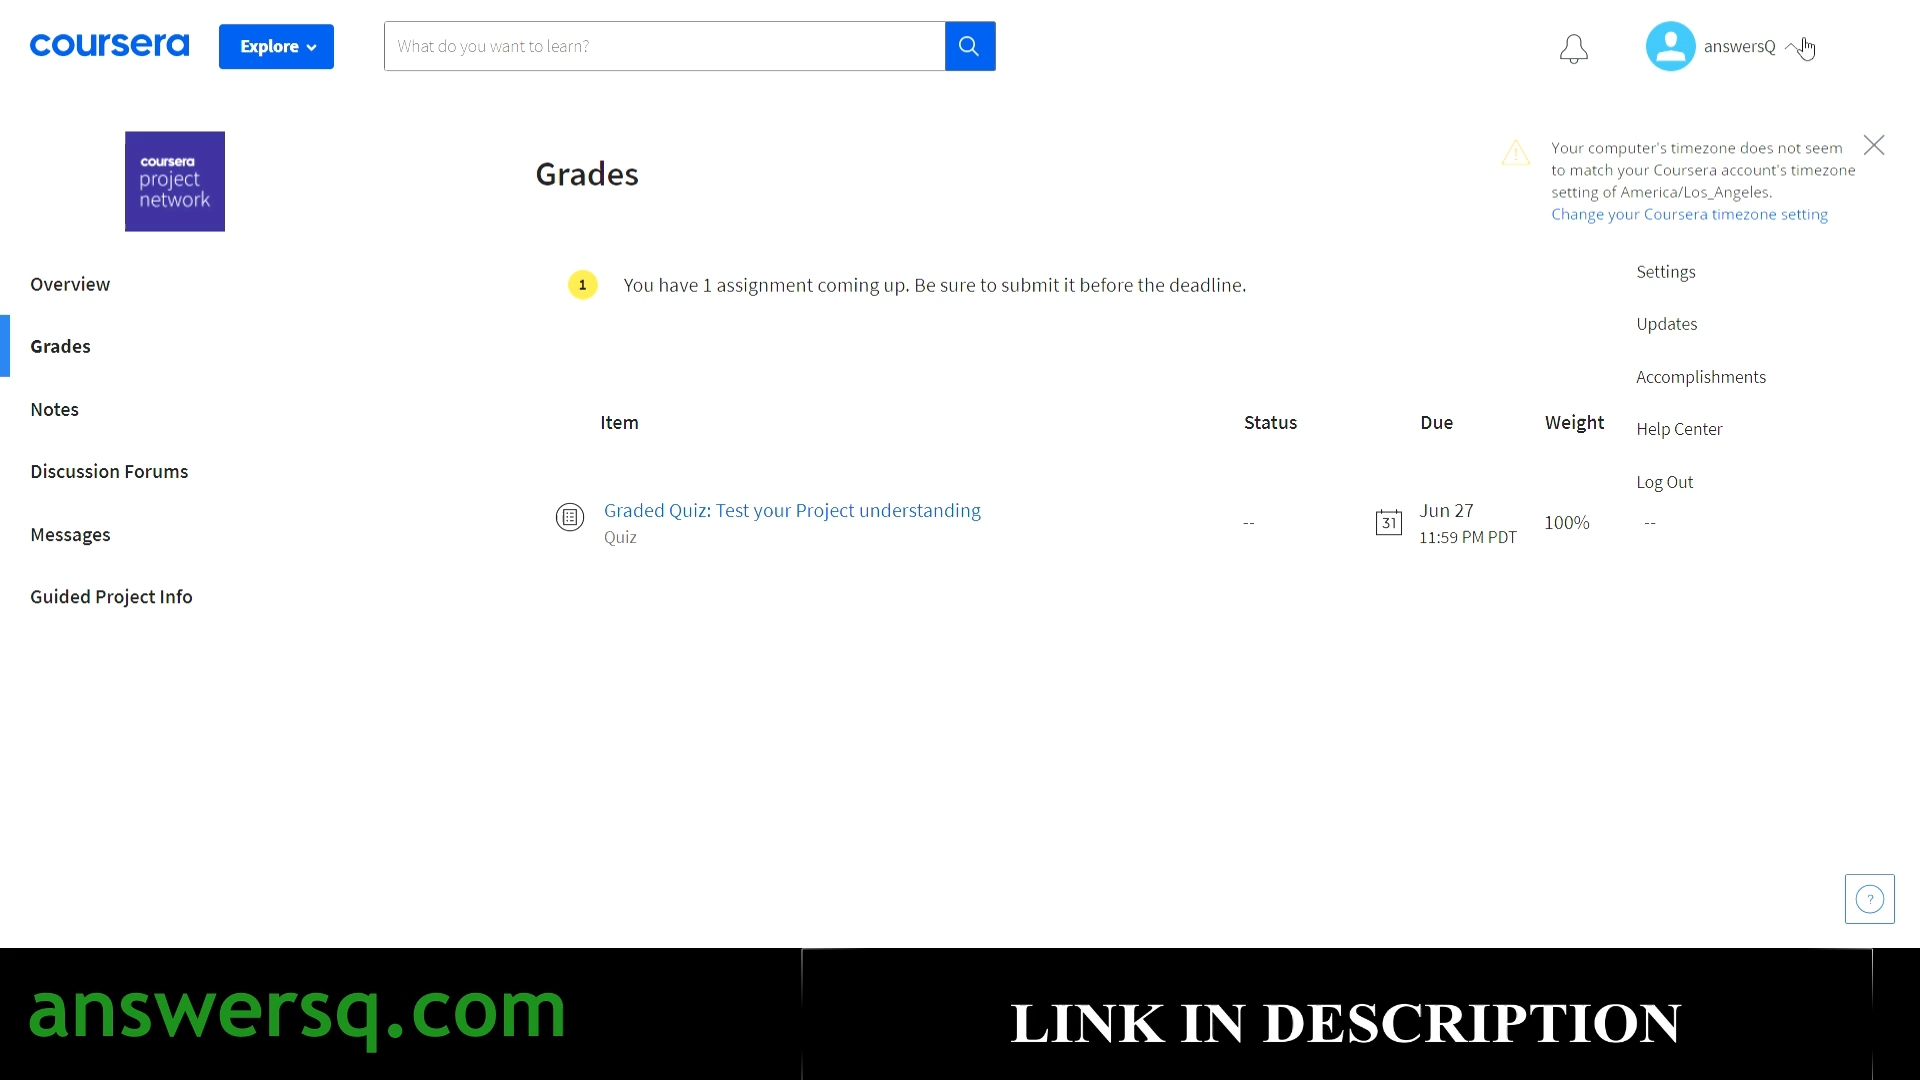 coursera
Explore
What do you want to learn?
answersQ
coursera
project
network
Grades
Your computer's timezone does not seem
to match your Coursera account's timezone
setting of America/Los_Angeles.
Change your Coursera timezone setting
Overview
Grades
Notes
Discussion Forums
Messages
Guided Project Info
1
You have 1 assignment coming up. Be sure to submit it before the deadline.
Settings
Updates
Accomplishments
Help Center
Log Out
Item Status Due Weight
Graded Quiz: Test your Project understanding
Quiz
--
31
Jun 27
11:59 PM PDT
100%
--
?
answersq.com
LINK IN DESCRIPTION